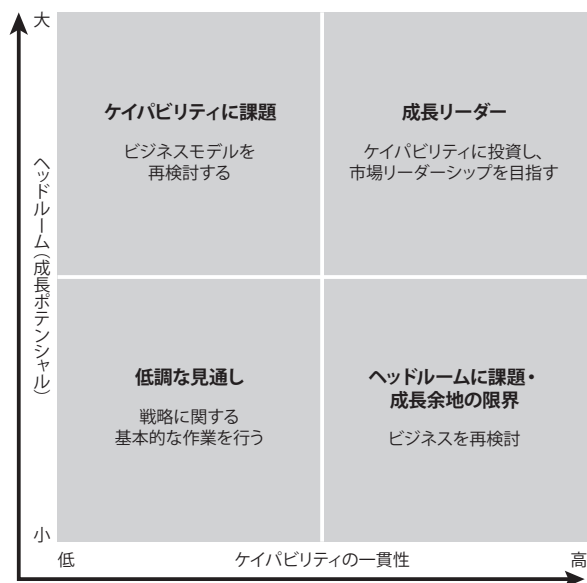 大
ケイパビリティに課題
ビジネスモデルを
再検討する
成長リーダー
ケイパビリティに投資し、
市場リーダーシップを目指す
ヘッドルーム（成長ポテンシャル）
低調な見通し
戦略に関する
基本的な作業を行う
ヘッドルームに課題・
成長余地の限界
ビジネスを再検討
小
低
ケイパビリティの一貫性
高